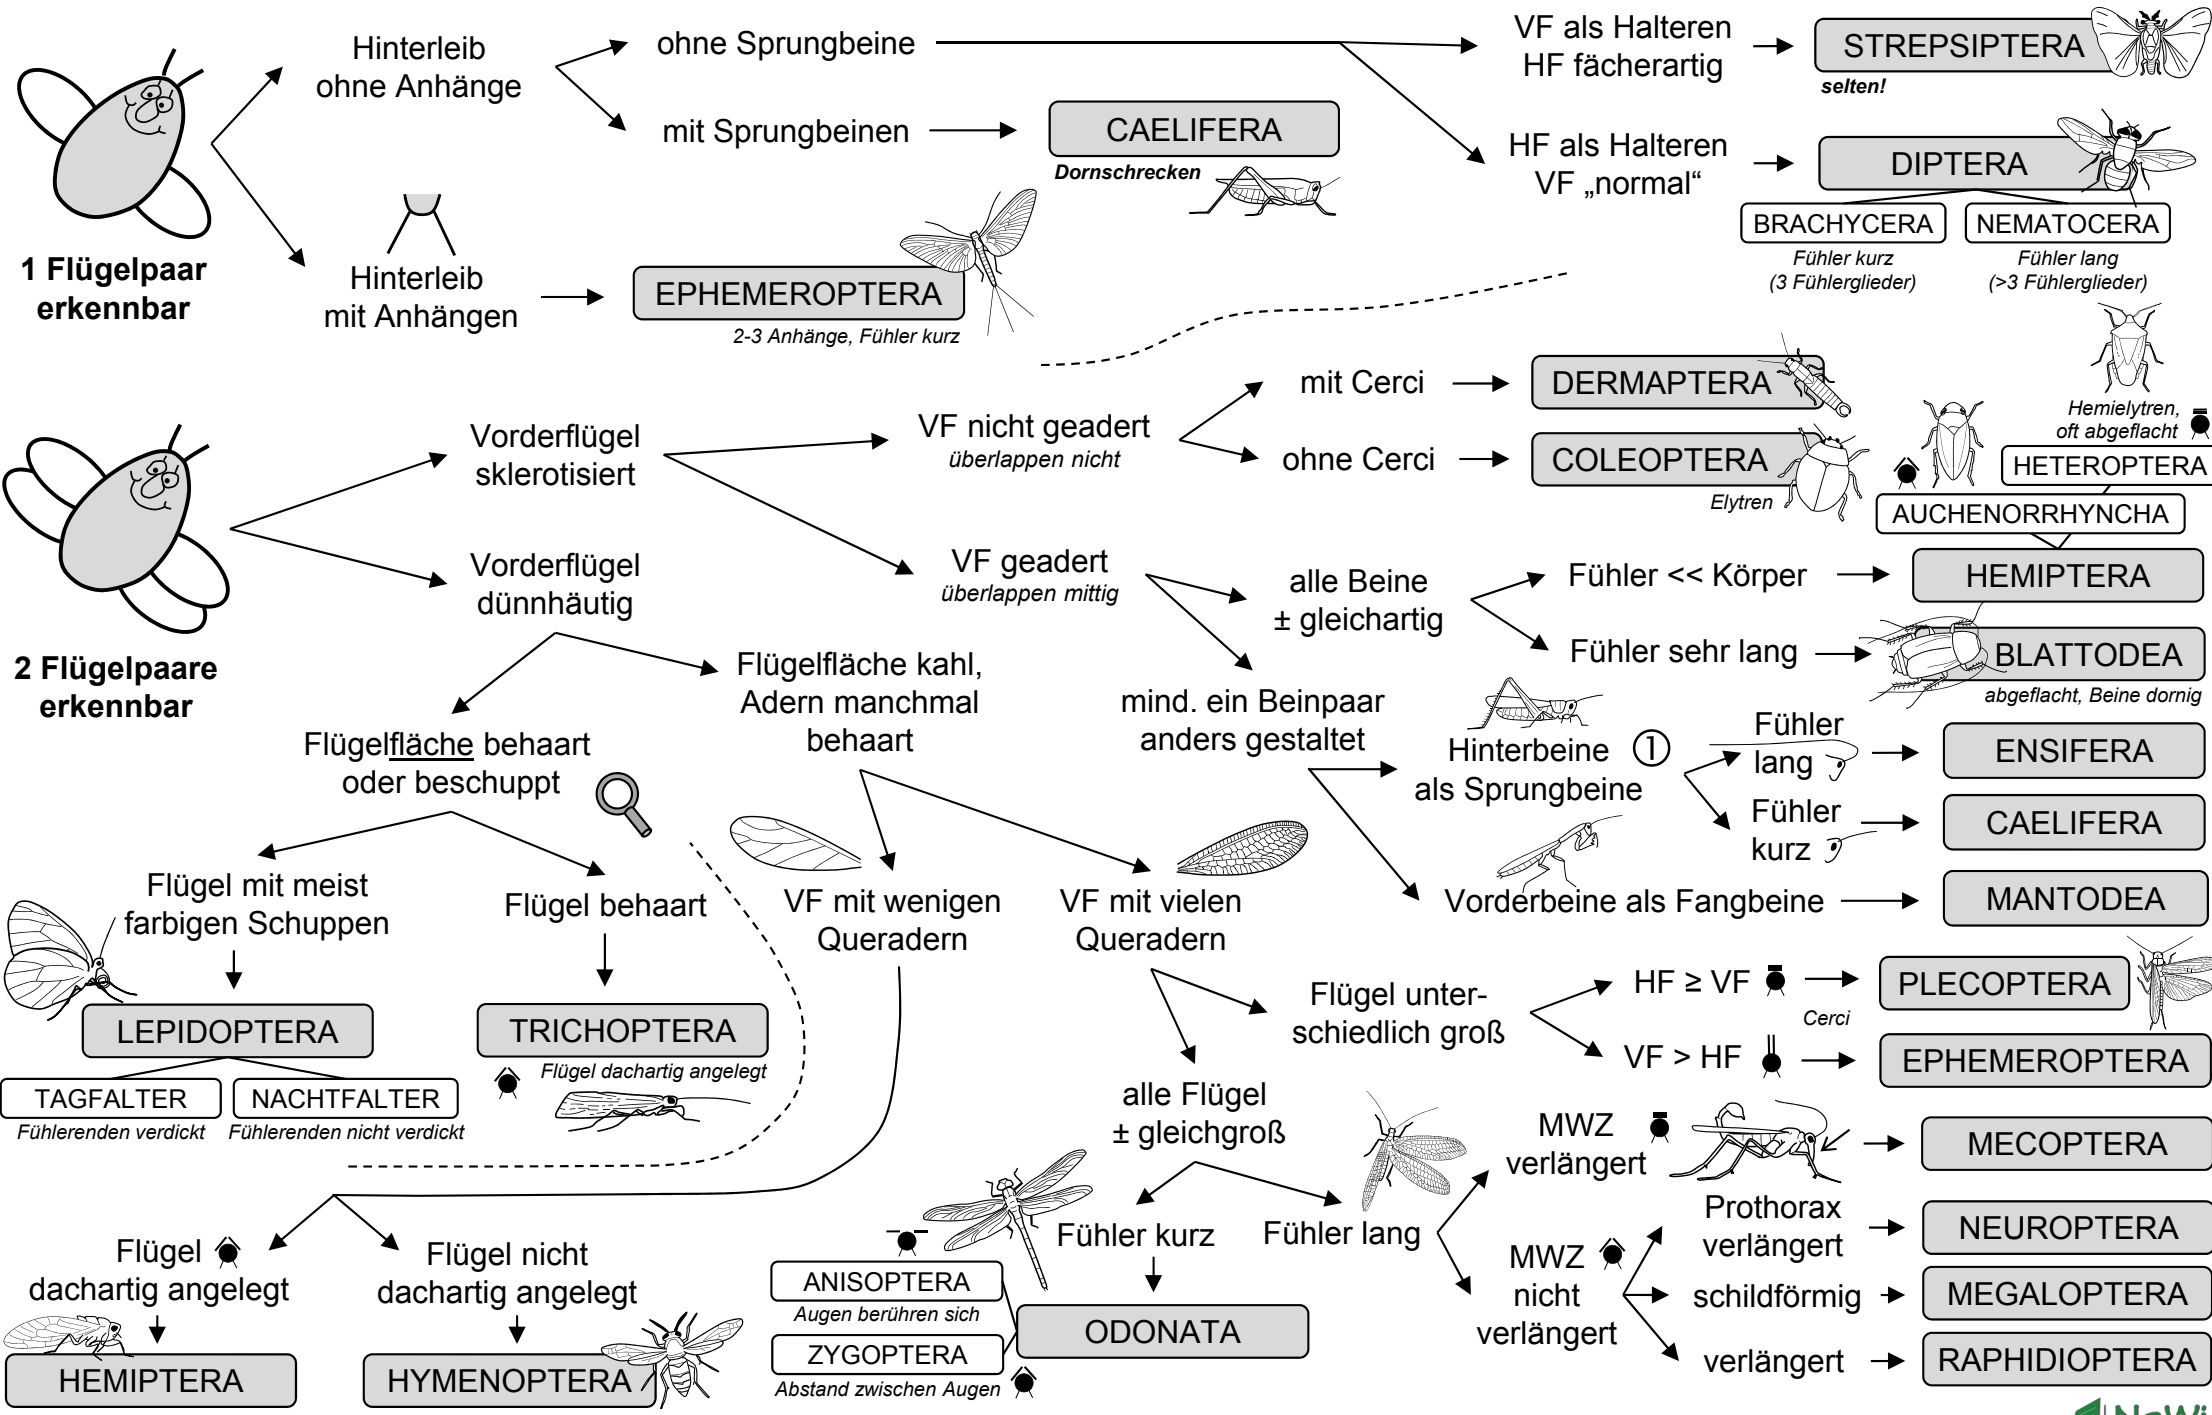 Hinterleib
ohne Anhänge
ohne Sprungbeine
VF als Halteren
HF fächerartig
STREPSIPTERA
selten!
mit Sprungbeinen
CAELIFERA
Dornschrecken
HF als Halteren
VF „normal“
DIPTERA
BRACHYCERA
Fühler kurz
(3 Fühlerglieder)
NEMATOCERA
Fühler lang
(>3 Fühlerglieder)
1 Flügelpaar
erkennbar
Hinterleib
mit Anhängen
EPHEMEROPTERA
2-3 Anhänge, Fühler kurz
2 Flügelpaare
erkennbar
Vorderflügel
sklerotisiert
VF nicht geadert
überlappen nicht
mit Cerci
DERMAPTERA
ohne Cerci
COLEOPTERA
Elytren
Hemielytren,
oft abgeflacht
HETEROPTERA
AUCHENORRHYNCHA
VF geadert
überlappen mittig
alle Beine
± gleichartig
Fühler << Körper
HEMIPTERA
Fühler sehr lang
BLATTODEA
abgeflacht, Beine dornig
mind. ein Beinpaar
anders gestaltet
Hinterbeine ①
als Sprungbeine
Fühler
lang
ENSIFERA
Fühler
kurz
CAELIFERA
Vorderbeine als Fangbeine
MANTODEA
Vorderflügel
dünnhäutig
Flügelfläche behaart
oder beschuppt
Flügelfläche kahl,
Adern manchmal
behaart
Flügel mit meist
farbigen Schuppen
LEPIDOPTERA
TAGFALTER
Fühlerenden verdickt
NACHTFALTER
Fühlerenden nicht verdickt
Flügel behaart
TRICHOPTERA
Flügel dachartig angelegt
VF mit wenigen
Queradern
VF mit vielen
Queradern
Flügel unter-
schiedlich groß
HF ≥ VF
PLECOPTERA
Cerci
VF > HF
EPHEMEROPTERA
alle Flügel
± gleichgroß
Fühler kurz
ODONATA
ANISOPTERA
Augen berühren sich
ZYGOPTERA
Abstand zwischen Augen
Fühler lang
MWZ
verlängert
MECOPTERA
MWZ
nicht
verlängert
Prothorax
verlängert
NEUROPTERA
schildförmig
MEGALOPTERA
verlängert
RAPHIDIOPTERA
Flügel
dachartig angelegt
HEMIPTERA
Flügel nicht
dachartig angelegt
HYMENOPTERA